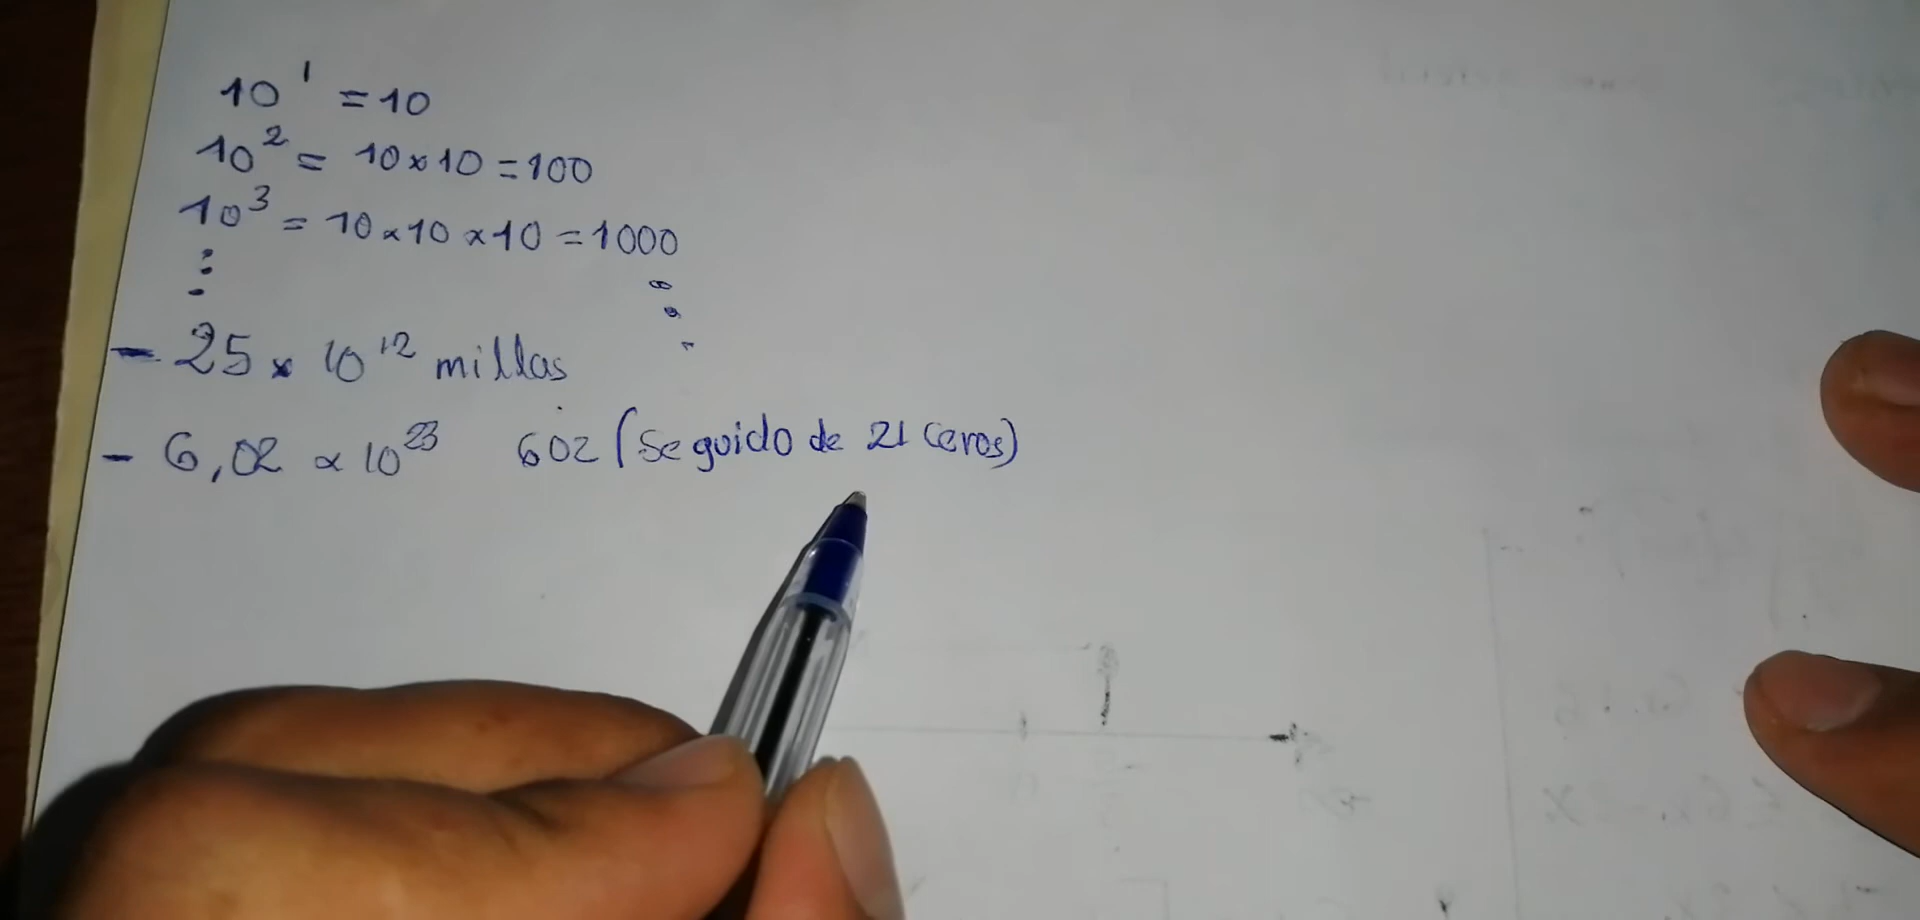 10¹ = 10
10² = 10 x 10 = 100
10³ = 10 x 10 x 10 = 1000
- 25 x 10¹² millas
- 6,02 x 10²³ 602 (Seguido de 21 ceros)